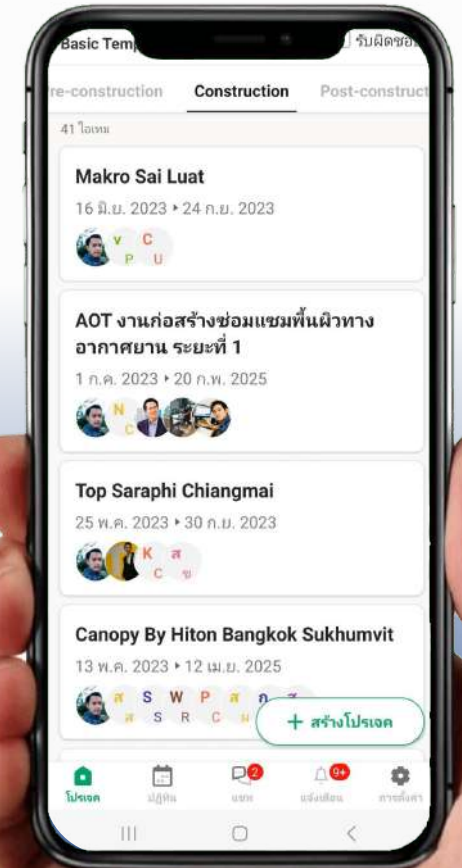 Basic Temp
รับผิดชอบ
re-construction Construction Post-construct
41 ไอเทม
Makro Sai Luat
16 มิ.ย. 2023 ▸ 24 ก.ย. 2023
V C
P U
AOT งานก่อสร้างซ่อมแซมพื้นผิวทาง
อากาศยาน ระยะที่ 1
1 ก.ค. 2023 ▸ 20 ก.พ. 2025
N
C
Top Saraphi Chiangmai
25 พ.ค. 2023 ▸ 30 ก.ย. 2023
K ส
C ข
Canopy By Hiton Bangkok Sukhumvit
13 พ.ค. 2023 ▸ 12 เม.ย. 2025
ส S W P ส ก
ส S R C
+ สร้างโปรเจค
2 9+
โปรเจค ปฏิทิน แชท แจ้งเตือน การตั้งค่า